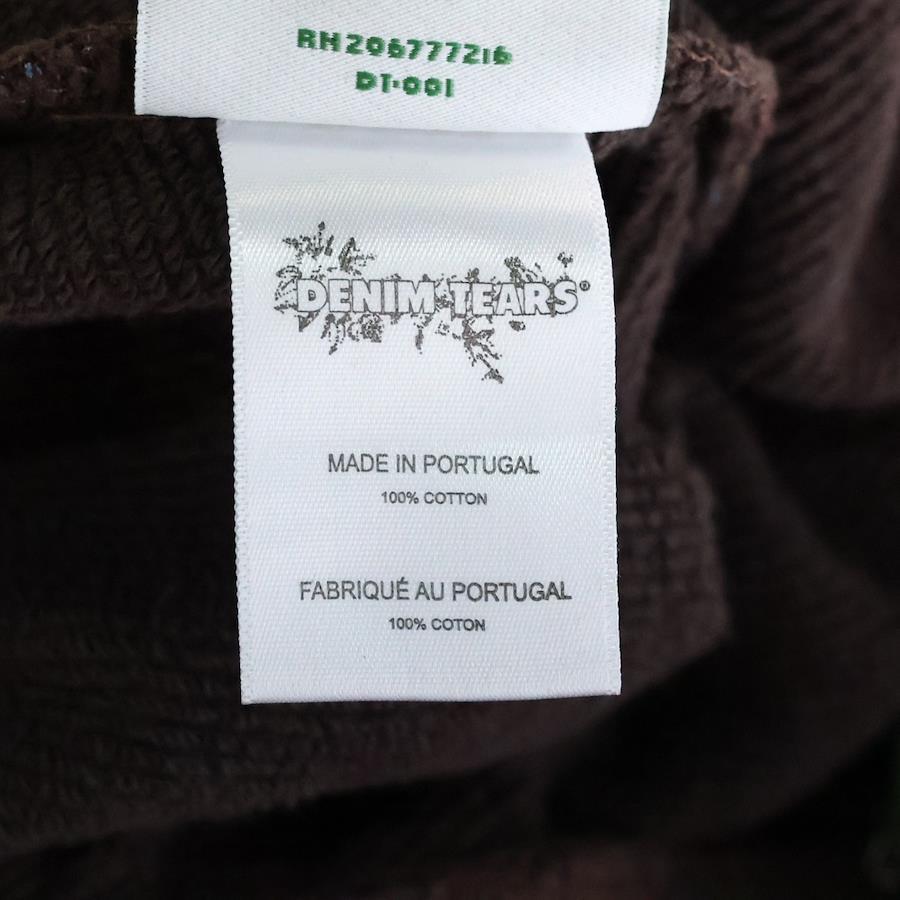 RH206777216
DT-001
DENIM TEARS®
MADE IN PORTUGAL
100% COTTON
FABRIQUÉ AU PORTUGAL
100% COTON